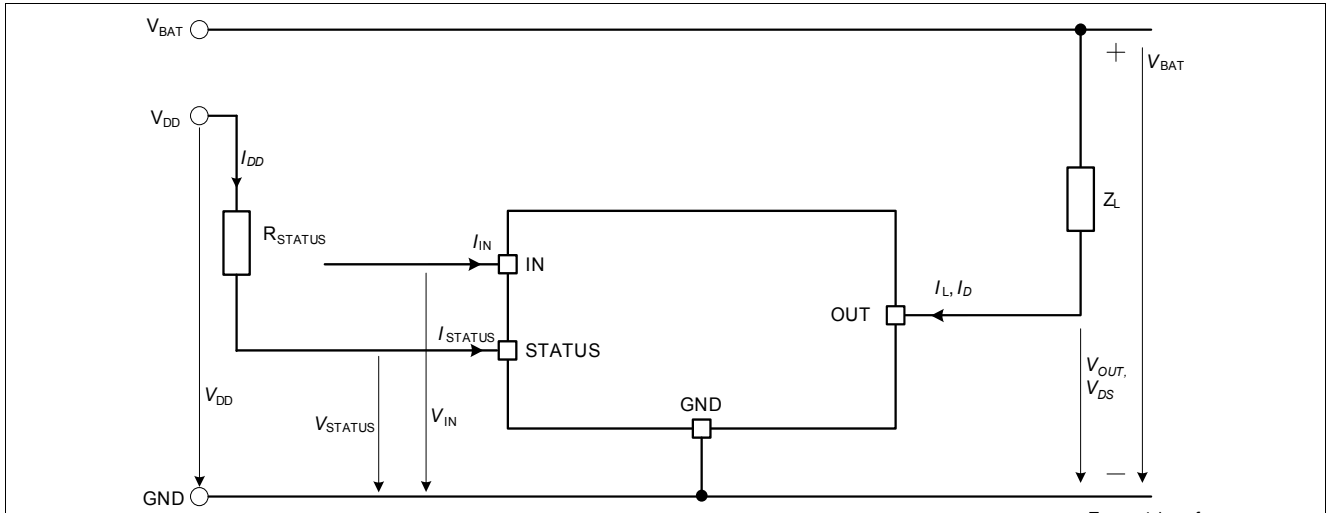 VBAT
VBAT
VDD
IDD
RSTATUS
ZL
IIN
IN
OUT
IL, ID
ISTATUS
STATUS
VDD
VSTATUS
VIN
GND
VOUT,
VDS
GND